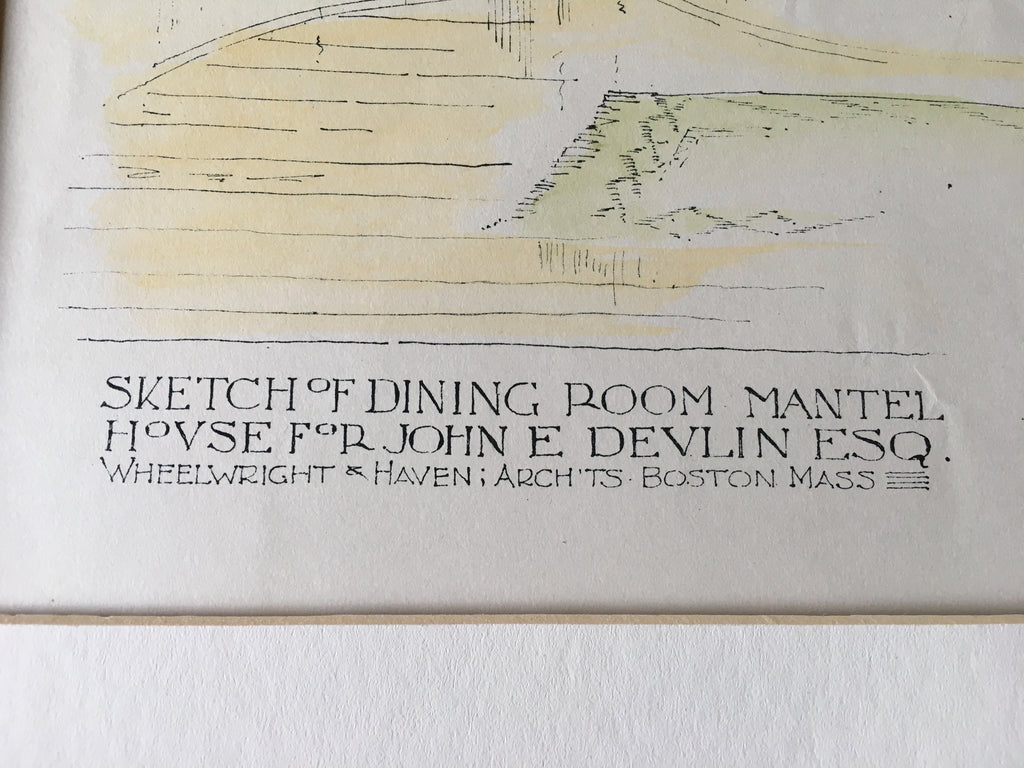 SKETCH OF DINING ROOM MANTEL
HOVSE FOR JOHN E DEVLIN ESQ.
WHEELWRIGHT & HAVEN; ARCH'TS. BOSTON MASS